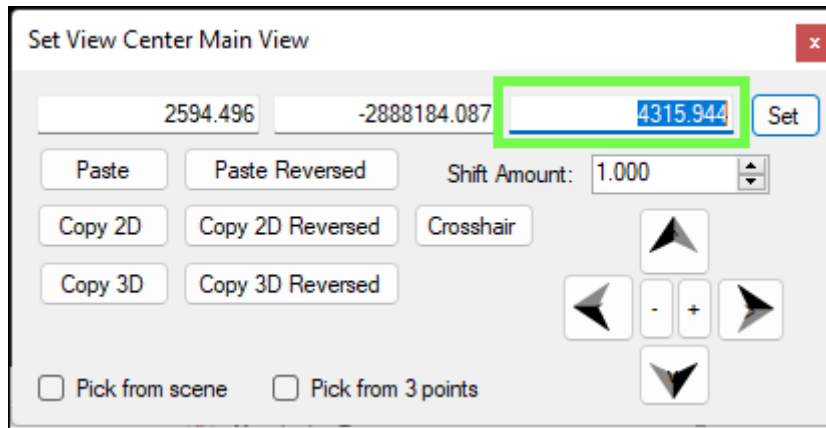 Set View Center Main View
x
2594.496 -2888184.087 4315.944 Set
Paste Paste Reversed Shift Amount: 1.000
Copy 2D Copy 2D Reversed Crosshair
Copy 3D Copy 3D Reversed
- +
Pick from scene Pick from 3 points